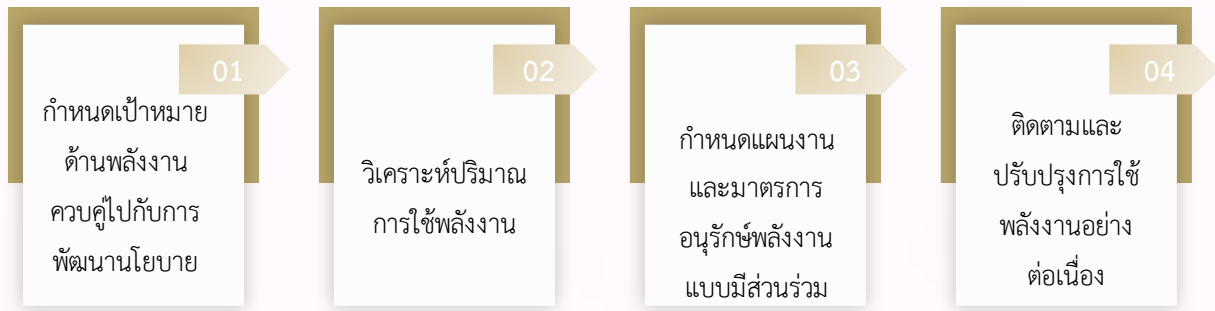 01
กำหนดเป้าหมาย
ด้านพลังงาน
ควบคู่ไปกับการ
พัฒนานโยบาย
02
วิเคราะห์ปริมาณ
การใช้พลังงาน
03
กำหนดแผนงาน
และมาตรการ
อนุรักษ์พลังงาน
แบบมีส่วนร่วม
04
ติดตามและ
ปรับปรุงการใช้
พลังงานอย่าง
ต่อเนื่อง